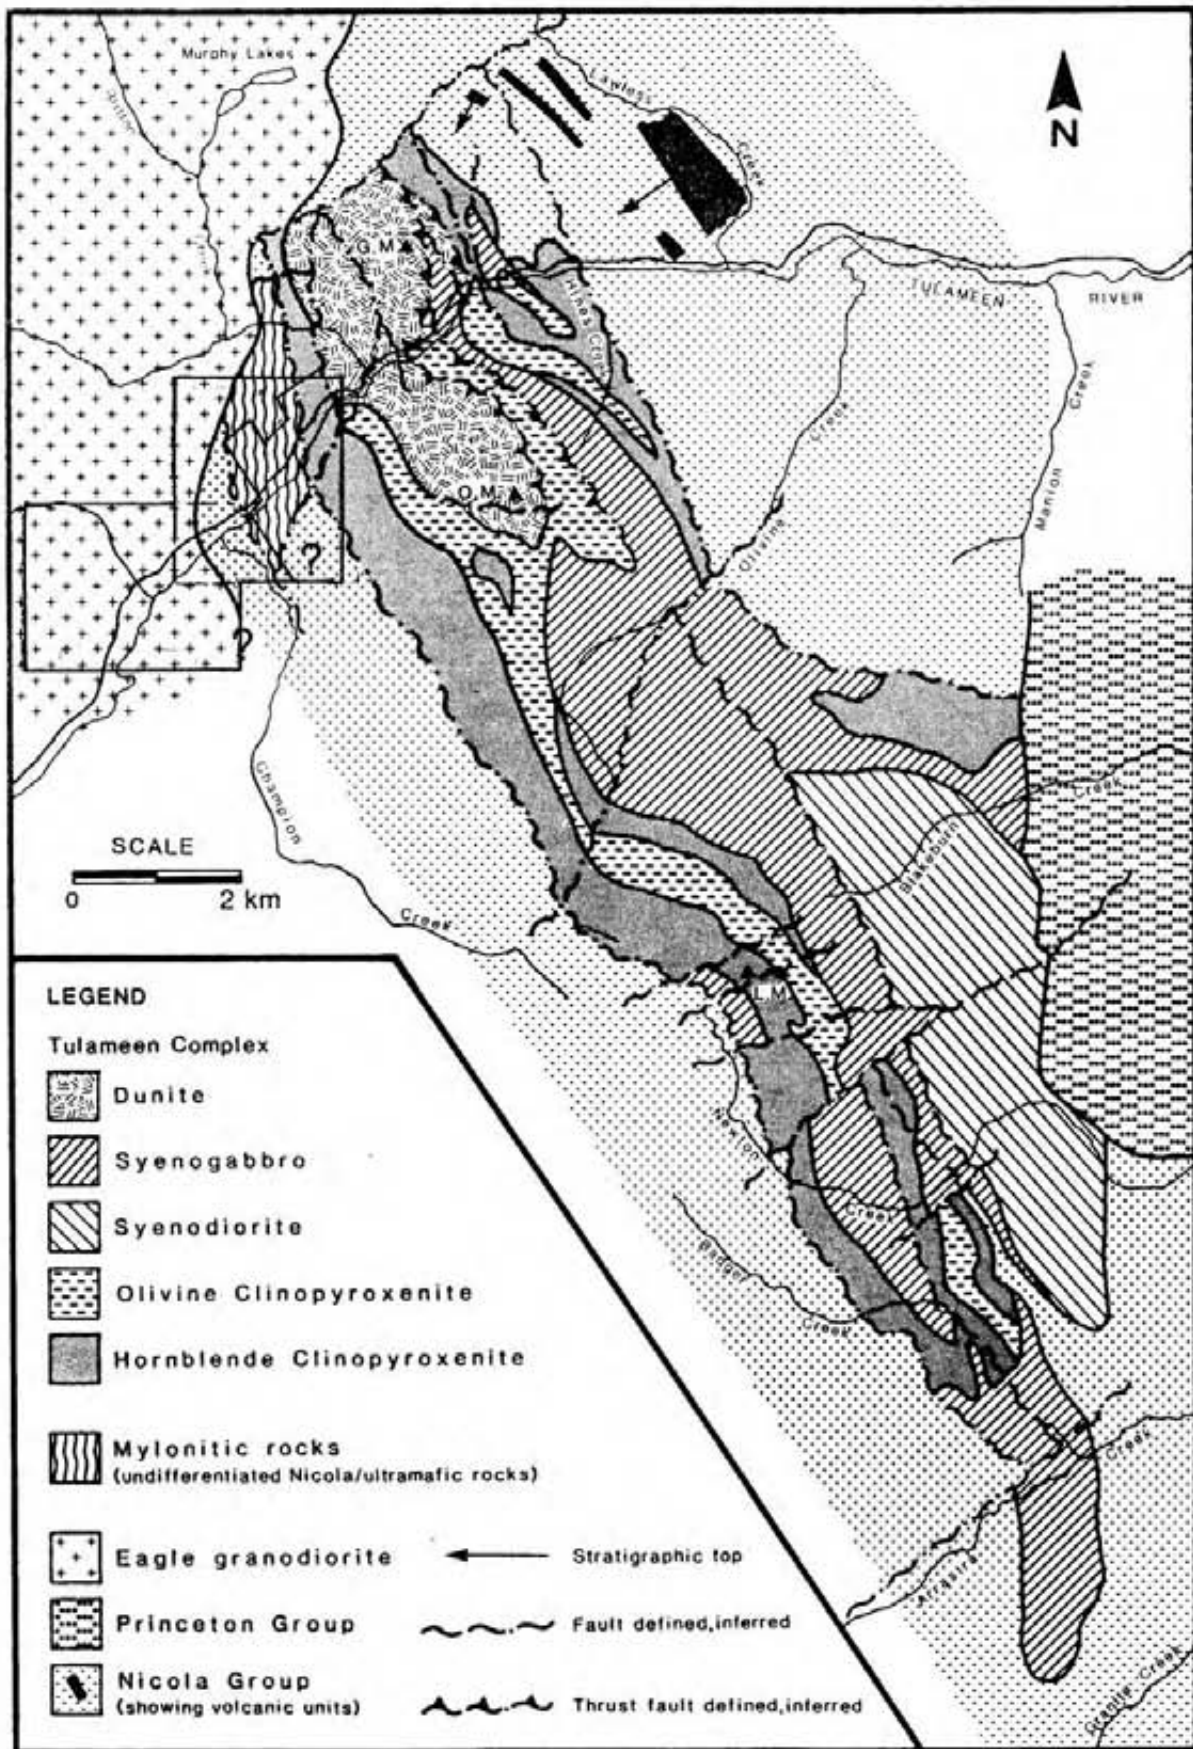 Murphy Lakes
Lawless
Creek
N
G.M.
Hines Creek
TULAMEEN
RIVER
Creek
Creek
Olivine
Manion
O.M.
?
?
Champion
Creek
SCALE
0 2 km
Creek
Blakeburn
L.M.
Newton
Creek
Badger
Creek
Creek
Arrastra
Granite Creek
LEGEND
Tulameen Complex
Dunite
Syenogabbro
Syenodiorite
Olivine Clinopyroxenite
Hornblende Clinopyroxenite
Mylonitic rocks
(undifferentiated Nicola/ultramafic rocks)
Eagle granodiorite
Stratigraphic top
Princeton Group
Fault defined,inferred
Nicola Group
(showing volcanic units)
Thrust fault defined,inferred